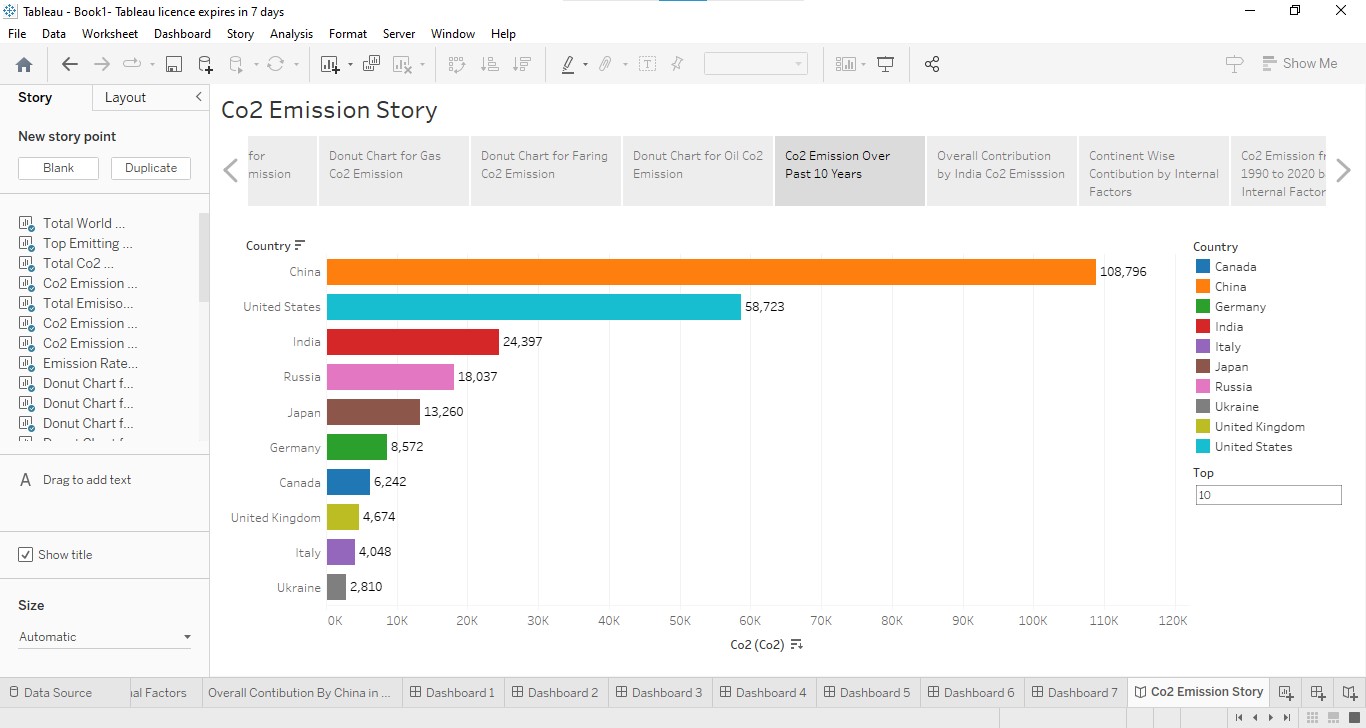 Tableau - Book1- Tableau licence expires in 7 days
File Data Worksheet Dashboard Story Analysis Format Server Window Help
Show Me
Story Layout
New story point
Blank Duplicate
Total World ...
Top Emitting ...
Total Co2 ...
Co2 Emission ...
Total Emisiso...
Co2 Emission ...
Co2 Emission ...
Emission Rate...
Donut Chart f...
Donut Chart f...
Donut Chart f...
A Drag to add text
Show title
Size
Automatic
Co2 Emission Story
for
mission
Donut Chart for Gas
Co2 Emission
Donut Chart for Faring
Co2 Emission
Donut Chart for Oil Co2
Emission
Co2 Emission Over
Past 10 Years
Overall Contribution
by India Co2 Emisssion
Continent Wise
Contibution by Internal
Factors
Co2 Emission fr
1990 to 2020 b
Internal Factor
Country
China 108,796
United States 58,723
India 24,397
Russia 18,037
Japan 13,260
Germany 8,572
Canada 6,242
United Kingdom 4,674
Italy 4,048
Ukraine 2,810
0K 10K 20K 30K 40K 50K 60K 70K 80K 90K 100K 110K 120K
Co2 (Co2)
Country
Canada
China
Germany
India
Italy
Japan
Russia
Ukraine
United Kingdom
United States
Top
10
Data Source al Factors Overall Contibution By China in ... Dashboard 1 Dashboard 2 Dashboard 3 Dashboard 4 Dashboard 5 Dashboard 6 Dashboard 7 Co2 Emission Story